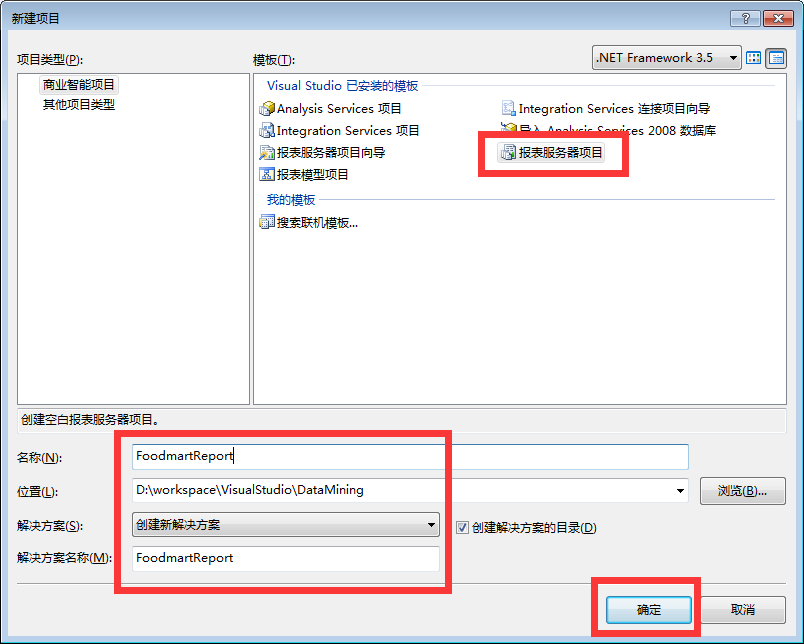 新建项目
项目类型(P):
模板(T):
.NET Framework 3.5
商业智能项目
其他项目类型
Visual Studio 已安装的模板
Analysis Services 项目
Integration Services 连接项目向导
Integration Services 项目
导入 Analysis Services 2008 数据库
报表服务器项目向导
报表服务器项目
报表模型项目
我的模板
搜索联机模板...
创建空白报表服务器项目。
名称(N):
FoodmartReport
位置(L):
D:\workspace\VisualStudio\DataMining
浏览(B)...
解决方案(S):
创建新解决方案
创建解决方案的目录(D)
解决方案名称(M):
FoodmartReport
确定
取消